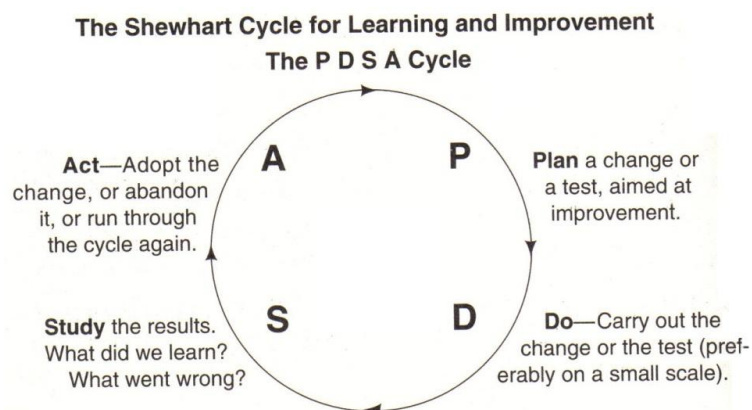 The Shewhart Cycle for Learning and Improvement
The P D S A Cycle
A
P
Act—Adopt the
change, or abandon
it, or run through
the cycle again.
Plan a change or
a test, aimed at
improvement.
S
D
Study the results.
What did we learn?
What went wrong?
Do—Carry out the
change or the test (pref-
erably on a small scale).